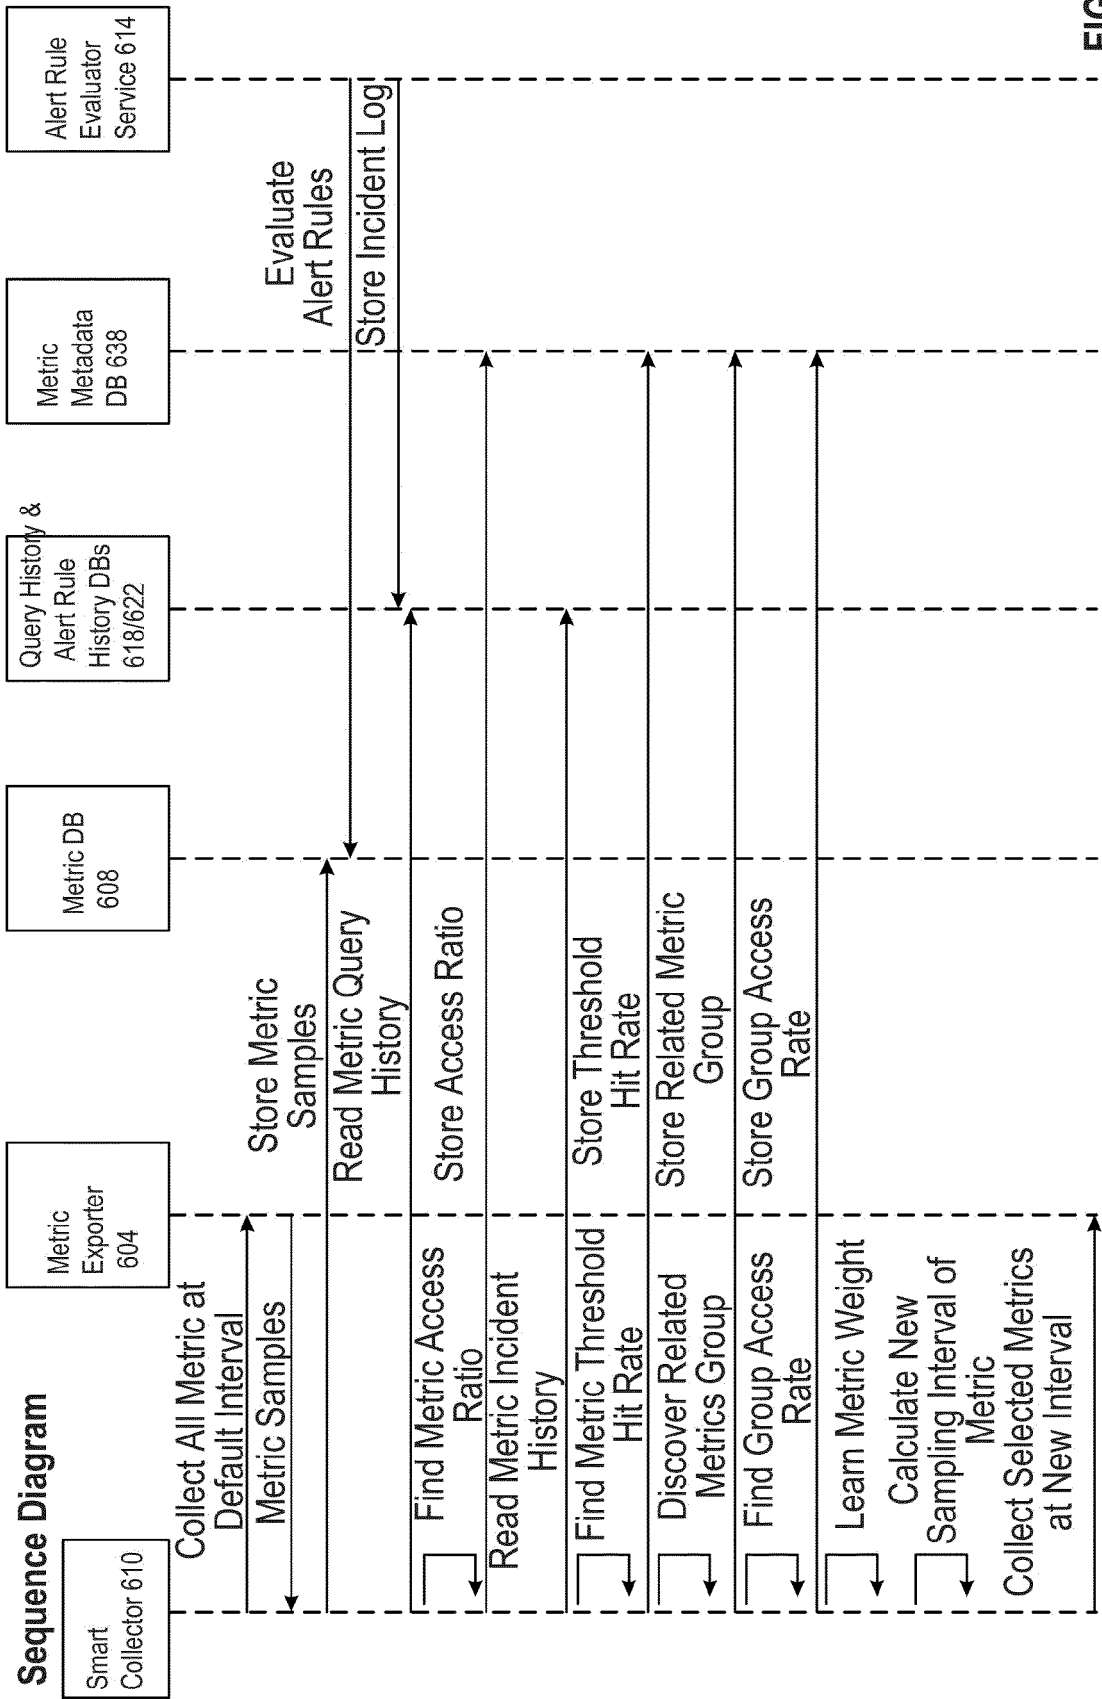 Sequence Diagram
Smart
Collector 610
Metric
Exporter
604
Metric DB
608
Query History &
Alert Rule
History DBs
618/622
Metric
Metadata
DB 638
Alert Rule
Evaluator
Service 614
Collect All Metric at
Default Interval
Metric Samples
Store Metric
Samples
Evaluate
Alert Rules
Read Metric Query
History
Store Incident Log
Find Metric Access
Ratio
Store Access Ratio
Read Metric Incident
History
Find Metric Threshold
Hit Rate
Store Threshold
Hit Rate
Discover Related
Metrics Group
Store Related Metric
Group
Find Group Access
Rate
Store Group Access
Rate
Learn Metric Weight
Calculate New
Sampling Interval of
Metric
Collect Selected Metrics
at New Interval
FIG